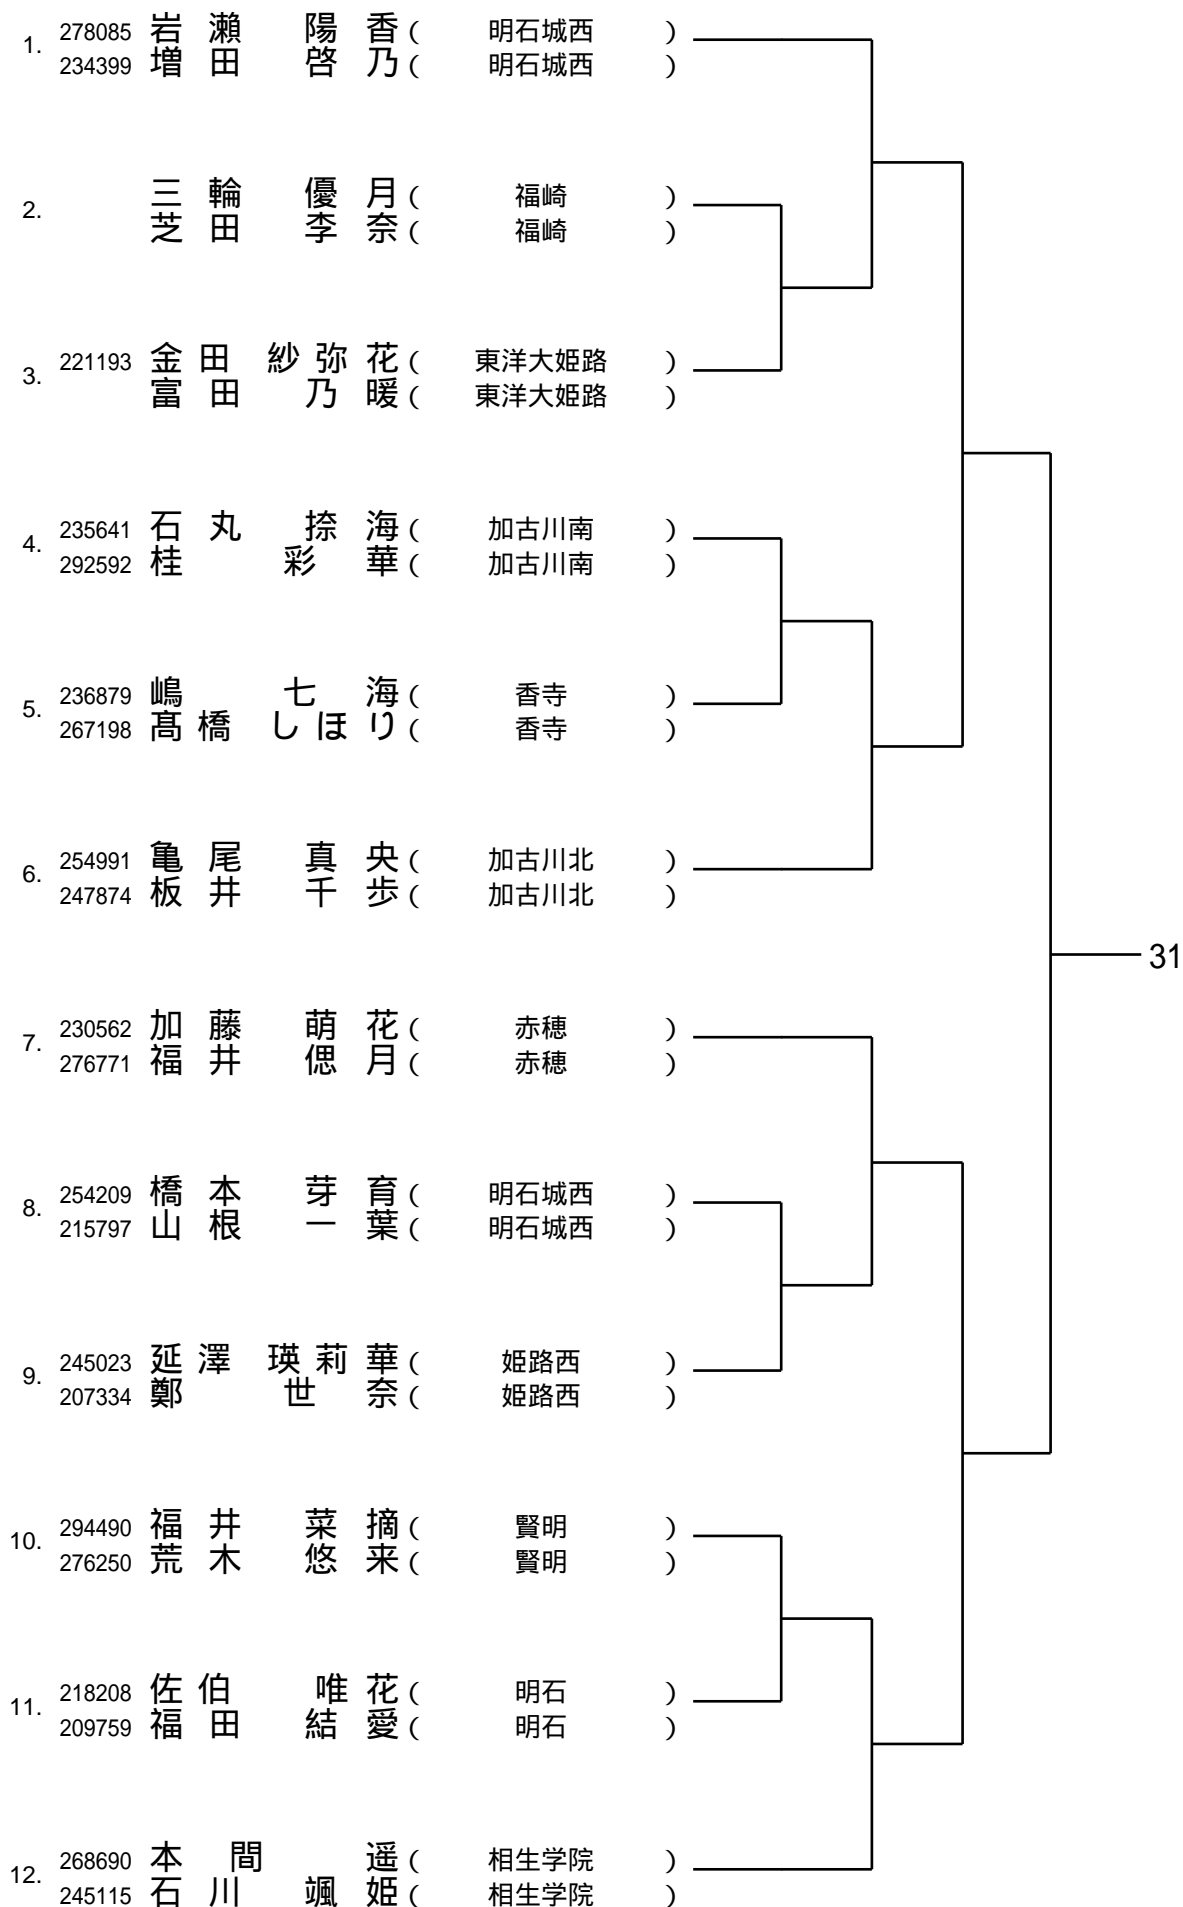 1. 278085 岩瀨 陽香 ( 明石城西 )
234399 増田 啓乃 ( 明石城西 )
2. 三輪 優月 ( 福崎 )
芝田 李奈 ( 福崎 )
3. 221193 金田 紗弥花 ( 東洋大姫路 )
富田 乃暖 ( 東洋大姫路 )
4. 235641 石丸 捺海 ( 加古川南 )
292592 桂 彩華 ( 加古川南 )
5. 236879 嶋 七海 ( 香寺 )
267198 髙橋 しほり ( 香寺 )
6. 254991 亀尾 真央 ( 加古川北 )
247874 板井 千歩 ( 加古川北 )
31
7. 230562 加藤 萌花 ( 赤穂 )
276771 福井 偲月 ( 赤穂 )
8. 254209 橋本 芽育 ( 明石城西 )
215797 山根 一葉 ( 明石城西 )
9. 245023 延澤 瑛莉華 ( 姫路西 )
207334 鄭 世奈 ( 姫路西 )
10. 294490 福井 菜摘 ( 賢明 )
276250 荒木 悠来 ( 賢明 )
11. 218208 佐伯 唯花 ( 明石 )
209759 福田 結愛 ( 明石 )
12. 268690 本間 遥 ( 相生学院 )
245115 石川 颯姫 ( 相生学院 )